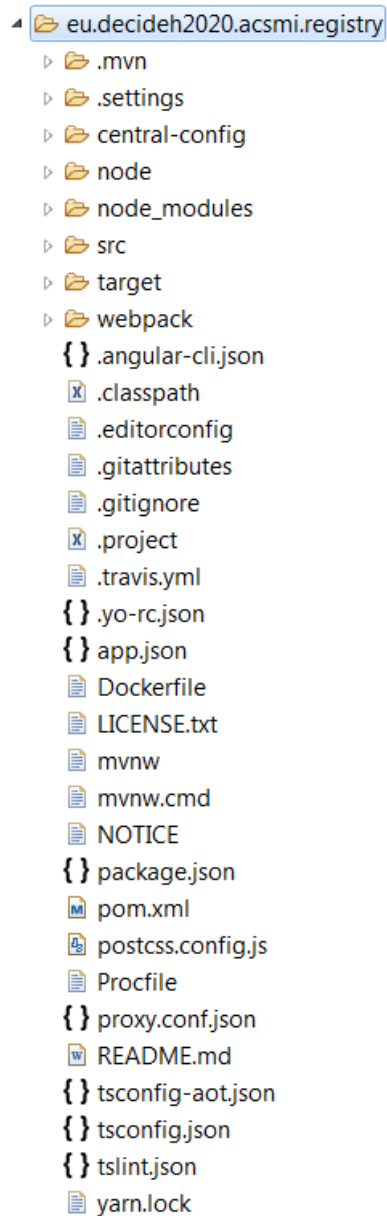 eu.decideh2020.acsmi.registry
.mvn
.settings
central-config
node
node_modules
src
target
webpack
{ } .angular-cli.json
.classpath
.editorconfig
.gitattributes
.gitignore
.project
.travis.yml
{ } .yo-rc.json
{ } app.json
Dockerfile
LICENSE.txt
mvnw
mvnw.cmd
NOTICE
{ } package.json
pom.xml
postcss.config.js
Procfile
{ } proxy.conf.json
README.md
{ } tsconfig-aot.json
{ } tsconfig.json
{ } tslint.json
yarn.lock